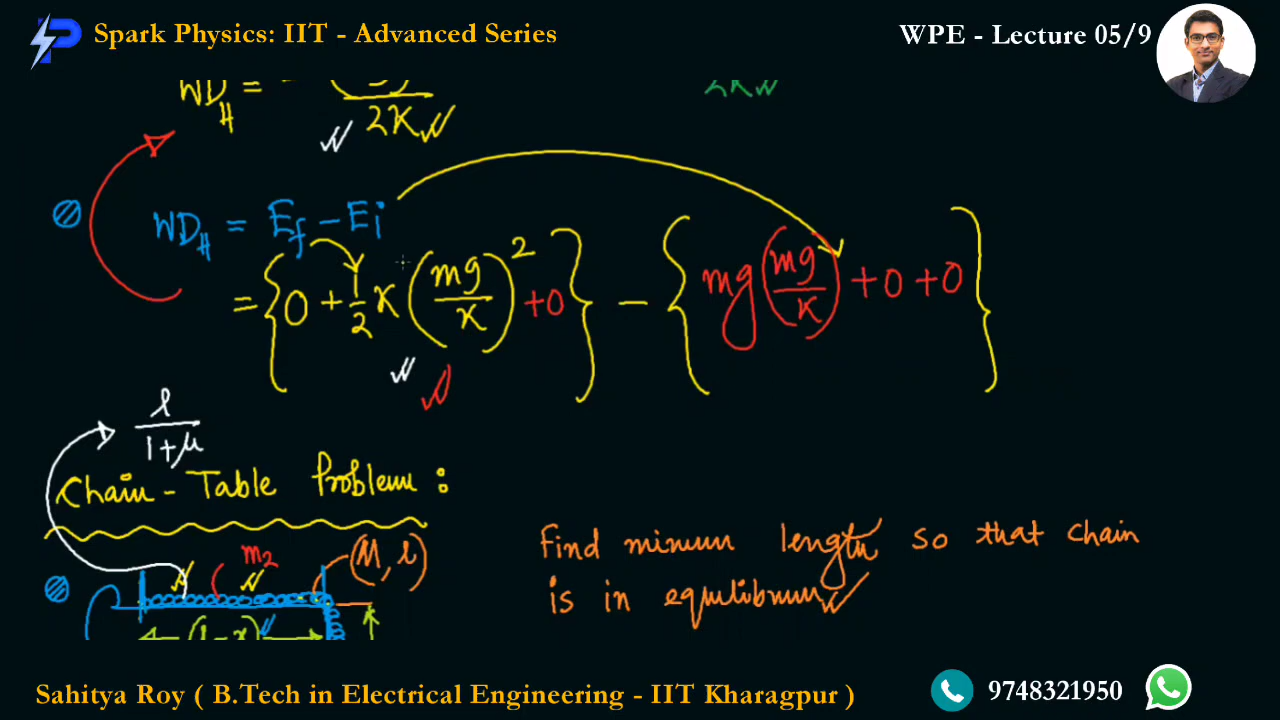 Spark Physics: IIT - Advanced Series
WPE - Lecture 05/9
WD_H = -
2K
WD_H = E_f - E_i
= { 0 + 1/2 K (mg/K)^2 + 0 } - { mg (mg/K) + 0 + 0 }
l/(1+μ)
Chain - Table Problem :
m2
(M, l)
(l-x)
Find minum length so that chain
is in equilibrium
Sahitya Roy ( B.Tech in Electrical Engineering - IIT Kharagpur )
9748321950